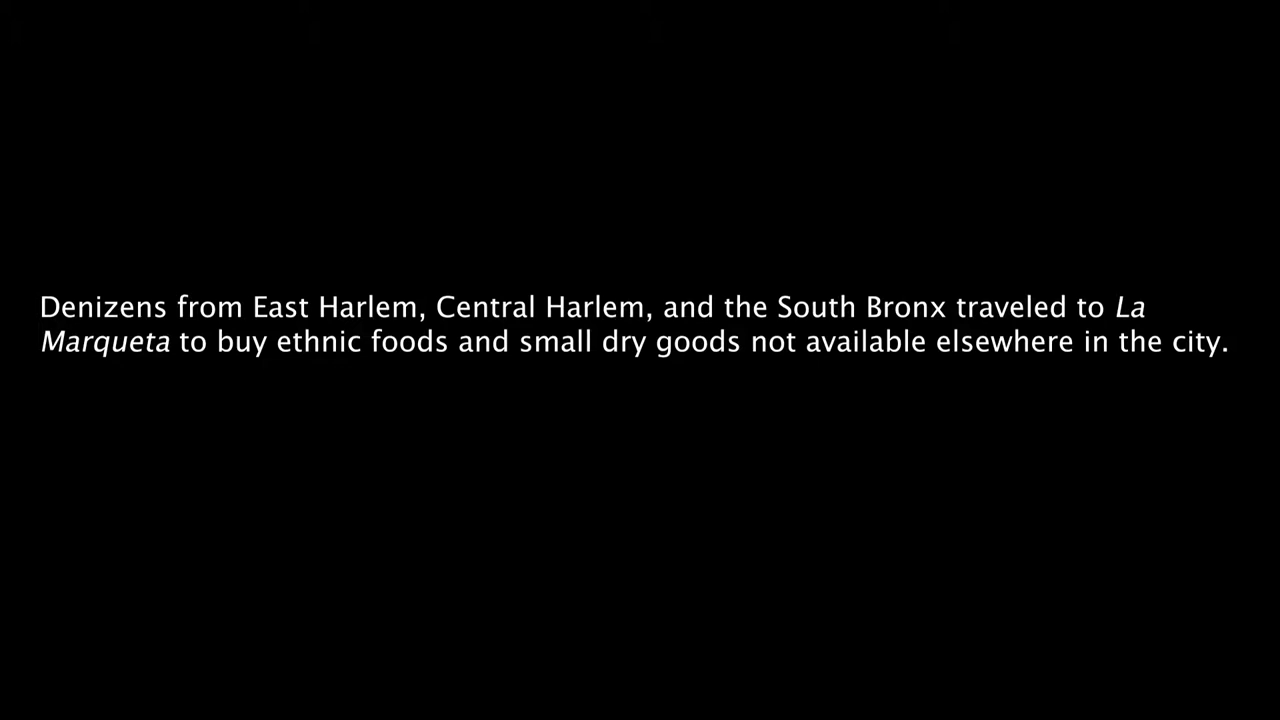 Denizens from East Harlem, Central Harlem, and the South Bronx traveled to La
Marqueta to buy ethnic foods and small dry goods not available elsewhere in the city.